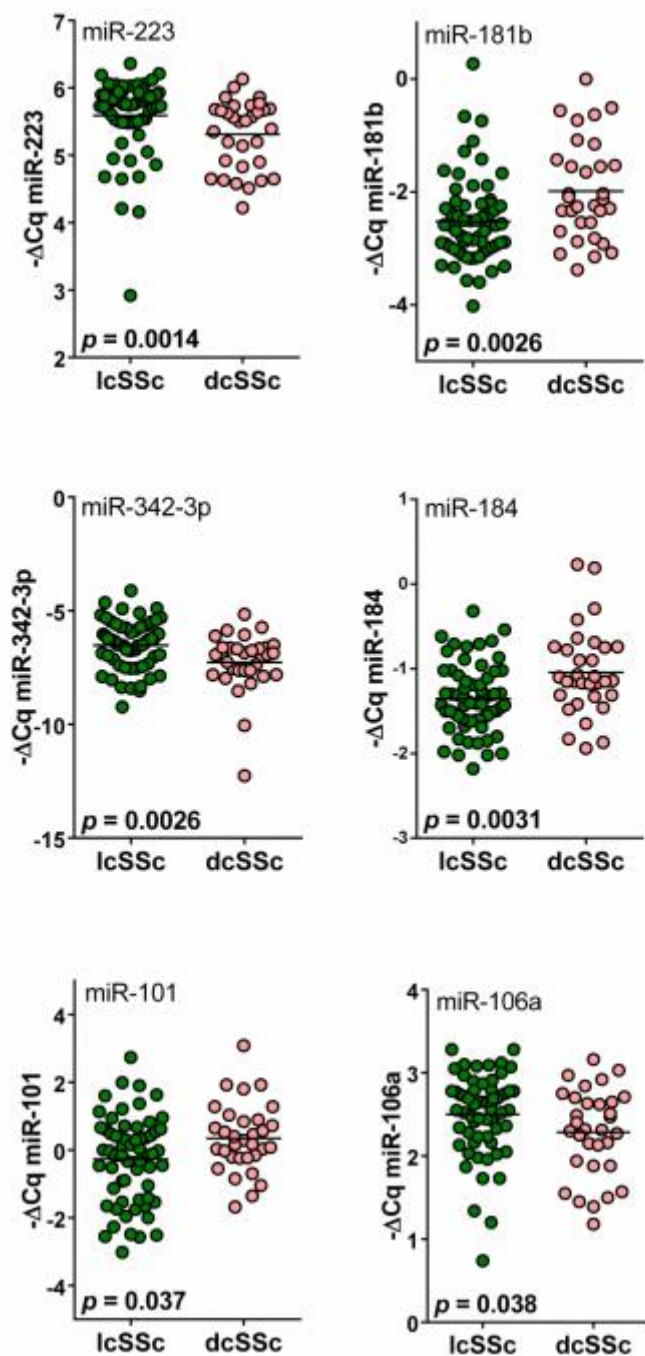 miR-223
-ΔCq miR-223
7
6
5
4
3
2
p = 0.0014
lcSSc dcSSc
miR-181b
-ΔCq miR-181b
0
-2
-4
p = 0.0026
lcSSc dcSSc
miR-342-3p
-ΔCq miR-342-3p
0
-5
-10
-15
p = 0.0026
lcSSc dcSSc
miR-184
-ΔCq miR-184
1
0
-1
-2
-3
p = 0.0031
lcSSc dcSSc
miR-101
-ΔCq miR-101
4
2
0
-2
-4
p = 0.037
lcSSc dcSSc
miR-106a
-ΔCq miR-106a
4
3
2
1
0
p = 0.038
lcSSc dcSSc